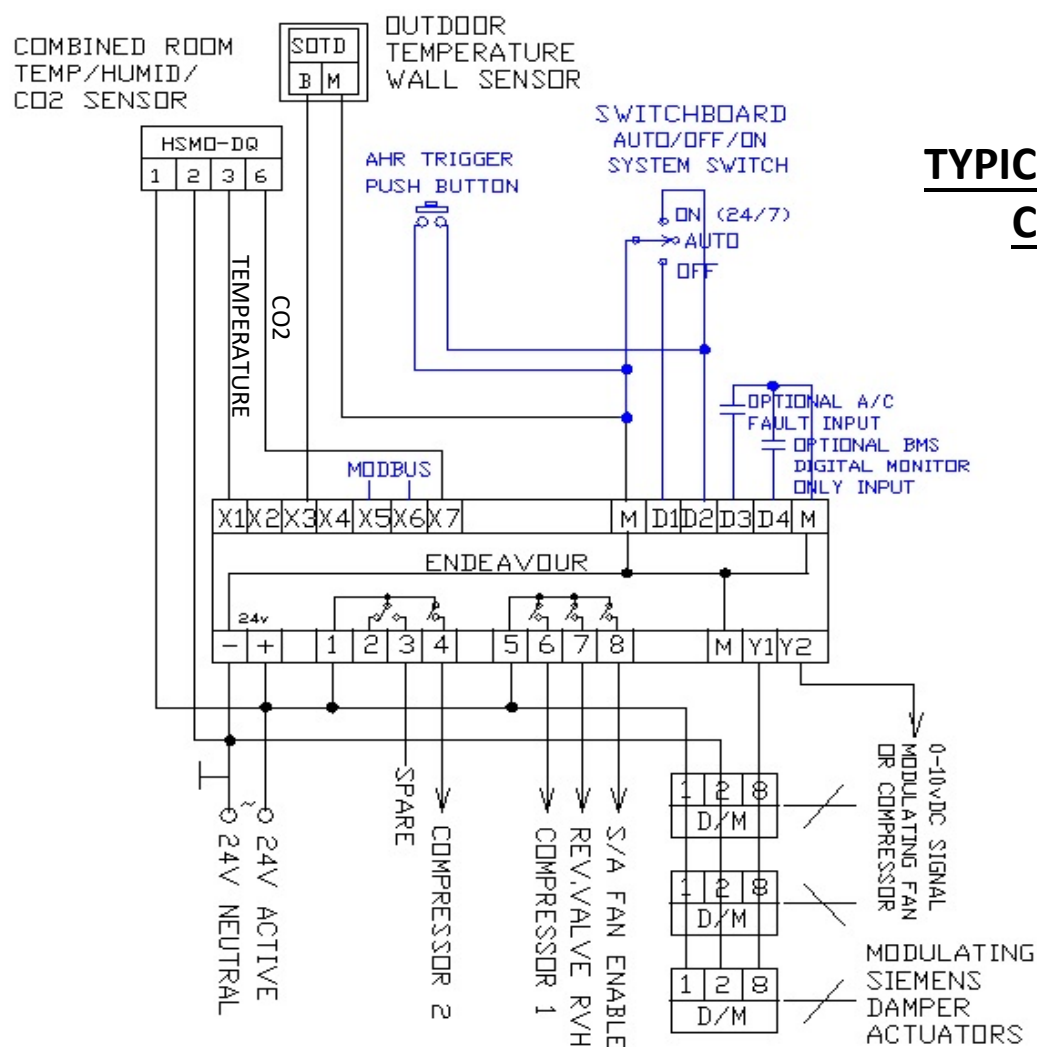 COMBINED ROOM
TEMP/HUMID/
CO2 SENSOR
SOTD
B M
OUTDOOR
TEMPERATURE
WALL SENSOR
HSMO-DQ
1 2 3 6
AHR TRIGGER
PUSH BUTTON
SWITCHBOARD
AUTO/OFF/ON
SYSTEM SWITCH
ON (24/7)
AUTO
OFF
TYPIC
C
TEMPERATURE
CO2
MODBUS
OPTIONAL A/C
FAULT INPUT
OPTIONAL BMS
DIGITAL MONITOR
ONLY INPUT
X1 X2 X3 X4 X5 X6 X7 M D1 D2 D3 D4 M
ENDEAVOUR
24v
- + 1 2 3 4 5 6 7 8 M Y1 Y2
~
24V NEUTRAL
24V ACTIVE
SPARE
COMPRESSOR 2
COMPRESSOR 1
REV.VALVE RVH
S/A FAN ENABLE
0-10vDC SIGNAL
MODULATING FAN
OR COMPRESSOR
1 2 8
D/M
1 2 8
D/M
1 2 8
D/M
MODULATING
SIEMENS
DAMPER
ACTUATORS